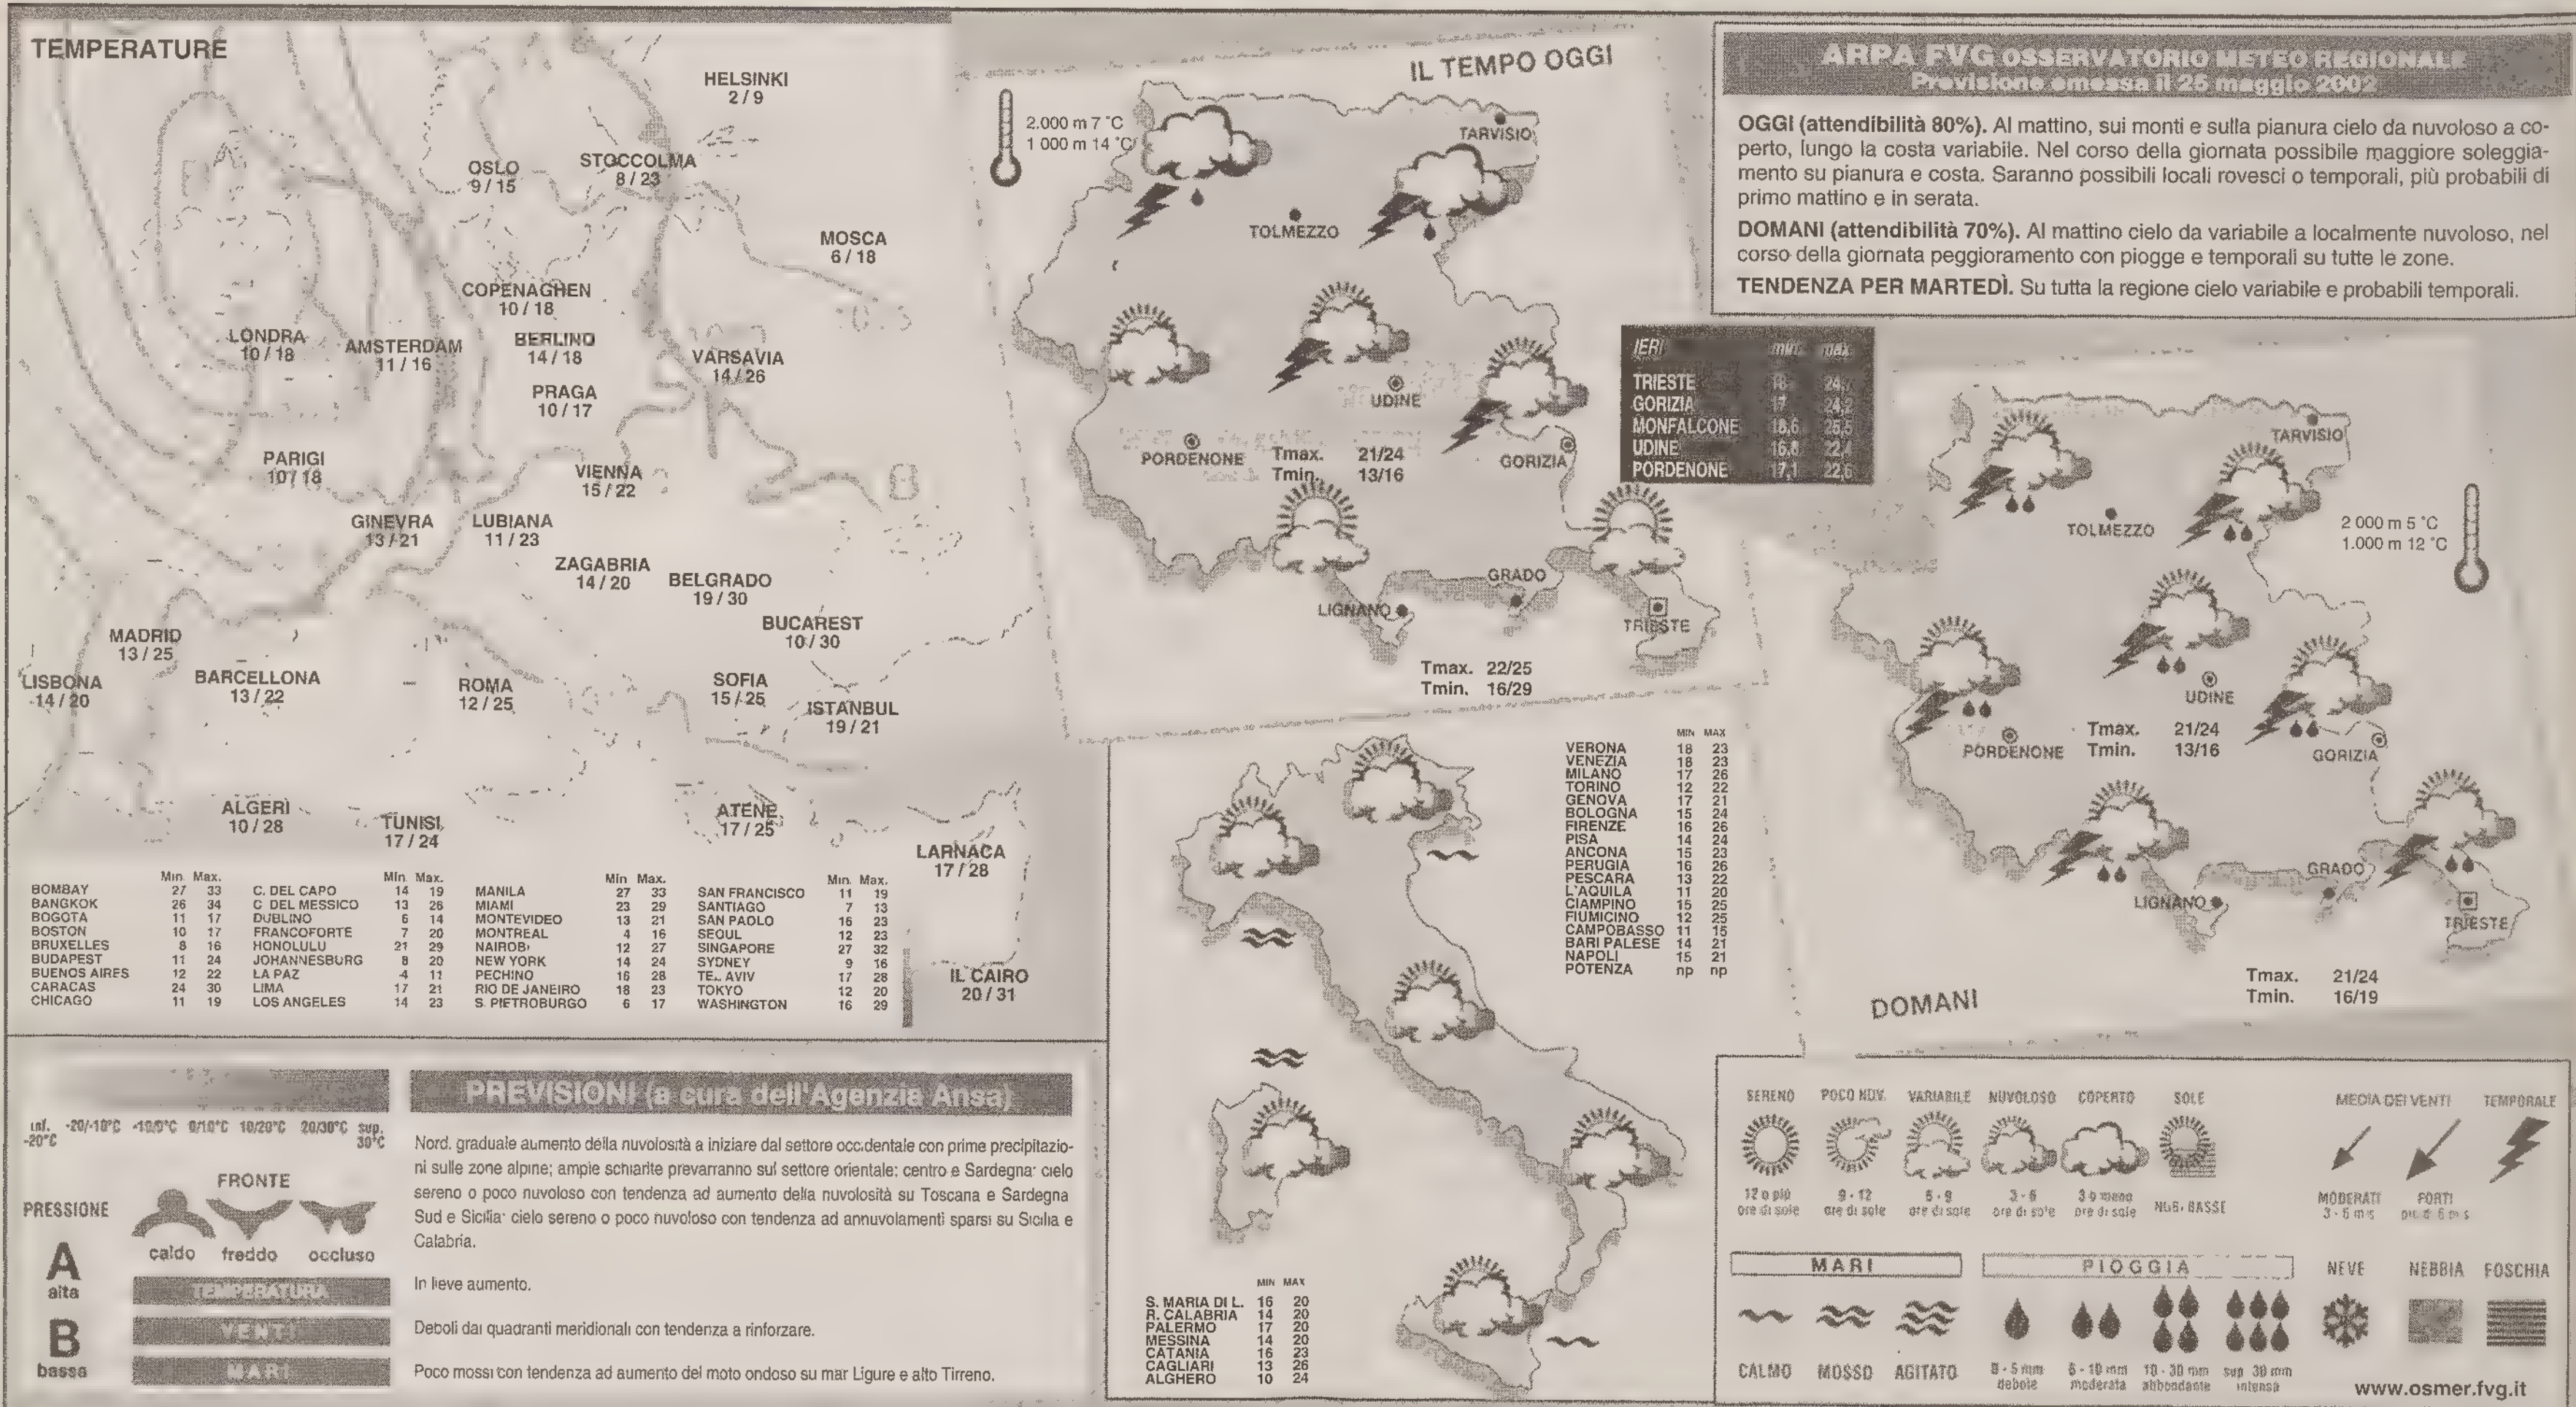 TEMPERATURE
HELSINKI
2 / 9
OSLO
9 / 15
STOCCOLMA
8 / 23
MOSCA
6 / 18
COPENAGHEN
10 / 18
LONDRA
10 / 18
AMSTERDAM
11 / 16
BERLINO
14 / 18
VARSAVIA
14 / 26
PRAGA
10 / 17
PARIGI
10 / 18
VIENNA
15 / 22
GINEVRA
13 / 21
LUBIANA
11 / 23
ZAGABRIA
14 / 20
BELGRADO
19 / 30
BUCAREST
10 / 30
MADRID
13 / 25
LISBONA
14 / 20
BARCELLONA
13 / 22
ROMA
12 / 25
SOFIA
15 / 25
ISTANBUL
19 / 21
ALGERI
10 / 28
TUNISI
17 / 24
ATENE
17 / 25
LARNACA
17 / 28
IL CAIRO
20 / 31
Min. Max.
BOMBAY 27 33
BANGKOK 26 34
BOGOTA 11 17
BOSTON 10 17
BRUXELLES 8 16
BUDAPEST 11 24
BUENOS AIRES 12 22
CARACAS 24 30
CHICAGO 11 19
Min. Max.
C. DEL CAPO 14 19
C DEL MESSICO 13 26
DUBLINO 6 14
FRANCOFORTE 7 20
HONOLULU 21 29
JOHANNESBURG 8 20
LA PAZ -4 11
LIMA 17 21
LOS ANGELES 14 23
Min Max.
MANILA 27 33
MIAMI 23 29
MONTEVIDEO 13 21
MONTREAL 4 16
NAIROBI 12 27
NEW YORK 14 24
PECHINO 16 28
RIO DE JANEIRO 18 23
S. PIETROBURGO 6 17
Min. Max.
SAN FRANCISCO 11 19
SANTIAGO 7 13
SAN PAOLO 16 23
SEOUL 12 23
SINGAPORE 27 32
SYDNEY 9 16
TEL AVIV 17 28
TOKYO 12 20
WASHINGTON 16 29
IL TEMPO OGGI
2.000 m 7 °C
1 000 m 14 °C
TARVISIO
TOLMEZZO
UDINE
PORDENONE
Tmax. 21/24
Tmin. 13/16
GORIZIA
GRADO
LIGNANO
TRIESTE
Tmax. 22/25
Tmin. 16/29
ARPA FVG OSSERVATORIO METEO REGIONALE
Previsione emessa il 25 maggio 2002
OGGI (attendibilità 80%). Al mattino, sui monti e sulla pianura cielo da nuvoloso a co-
perto, lungo la costa variabile. Nel corso della giornata possibile maggiore soleggia-
mento su pianura e costa. Saranno possibili locali rovesci o temporali, più probabili di
primo mattino e in serata.
DOMANI (attendibilità 70%). Al mattino cielo da variabile a localmente nuvoloso, nel
corso della giornata peggioramento con piogge e temporali su tutte le zone.
TENDENZA PER MARTEDÌ. Su tutta la regione cielo variabile e probabili temporali.
IERI min. max.
TRIESTE
GORIZIA 17
MONFALCONE 18,6 25,5
UDINE 16,8 22,4
PORDENONE 17,1 22,6
TARVISIO
TOLMEZZO
2 000 m 5 °C
1.000 m 12 °C
UDINE
PORDENONE
Tmax. 21/24
Tmin. 13/16
GORIZIA
GRADO
LIGNANO
TRIESTE
Tmax. 21/24
Tmin. 16/19
DOMANI
MIN MAX
VERONA 18 23
VENEZIA 18 23
MILANO 17 26
TORINO 12 22
GENOVA 17 21
BOLOGNA 15 24
FIRENZE 16 26
PISA 14 24
ANCONA 15 23
PERUGIA 16 26
PESCARA 13 22
L'AQUILA 11 20
CIAMPINO 15 25
FIUMICINO 12 25
CAMPOBASSO 11 15
BARI PALESE 14 21
NAPOLI 15 21
POTENZA np np
MIN MAX
S. MARIA DI L. 16 20
R. CALABRIA 14 20
PALERMO 17 20
MESSINA 14 20
CATANIA 16 23
CAGLIARI 13 26
ALGHERO 10 24
inf. -20°C -20/-10°C -10/0°C 0/10°C 10/20°C 20/30°C sup. 30°C
FRONTE
PRESSIONE
caldo freddo occluso
A
alta
B
bassa
PREVISIONI (a cura dell'Agenzia Ansa)
Nord. graduale aumento della nuvolosità a iniziare dal settore occidentale con prime precipitazio-
ni sulle zone alpine; ampie schiarite prevarranno sul settore orientale; centro e Sardegna: cielo
sereno o poco nuvoloso con tendenza ad aumento della nuvolosità su Toscana e Sardegna
Sud e Sicilia: cielo sereno o poco nuvoloso con tendenza ad annuvolamenti sparsi su Sicilia e
Calabria.
TEMPERATURA
In lieve aumento.
VENTI
Deboli dai quadranti meridionali con tendenza a rinforzare.
MARI
Poco mossi con tendenza ad aumento del moto ondoso su mar Ligure e alto Tirreno.
SERENO POCO NUV. VARIABILE NUVOLOSO COPERTO SOLE
12 o più ore di sole
9 - 12 ore di sole
6 - 9 ore di sole
3 - 6 ore di sole
3 o meno ore di sole
NUB. BASSE
MEDIA DEI VENTI TEMPORALE
MODERATI 3 - 6 m/s
FORTI
MARI PIOGGIA NEVE NEBBIA FOSCHIA
CALMO MOSSO AGITATO
0 - 5 mm debole
5 - 10 mm moderata
10 - 30 mm abbondante
sup 30 mm intensa
www.osmer.fvg.it